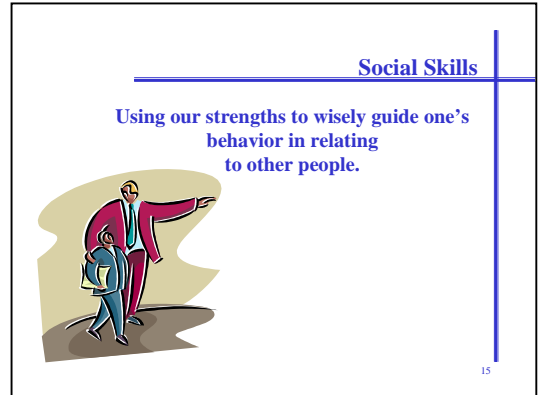 Social Skills
Using our strengths to wisely guide one’s
behavior in relating
to other people.
15